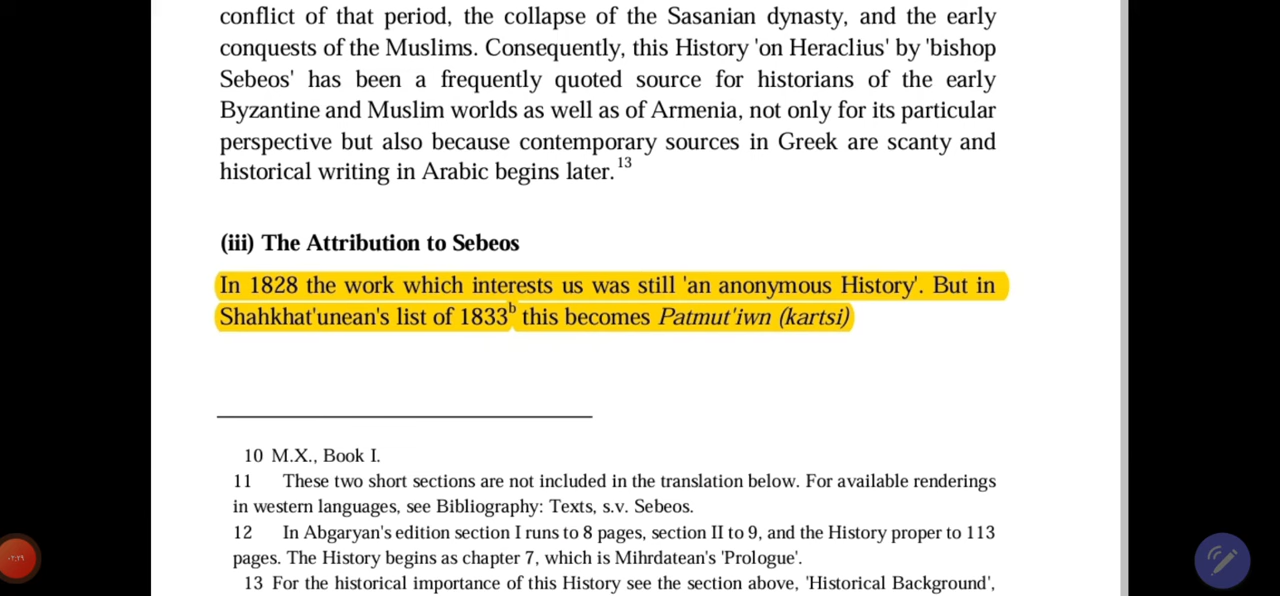 conflict of that period, the collapse of the Sasanian dynasty, and the early
conquests of the Muslims. Consequently, this History 'on Heraclius' by 'bishop
Sebeos' has been a frequently quoted source for historians of the early
Byzantine and Muslim worlds as well as of Armenia, not only for its particular
perspective but also because contemporary sources in Greek are scanty and
historical writing in Arabic begins later.13
(iii) The Attribution to Sebeos
In 1828 the work which interests us was still 'an anonymous History'. But in
Shahkhat'unean's list of 1833b this becomes Patmut'iwn (kartsi)
10 M.X., Book I.
11 These two short sections are not included in the translation below. For available renderings
in western languages, see Bibliography: Texts, s.v. Sebeos.
12 In Abgaryan's edition section I runs to 8 pages, section II to 9, and the History proper to 113
pages. The History begins as chapter 7, which is Mihrdatean's 'Prologue'.
13 For the historical importance of this History see the section above, 'Historical Background',